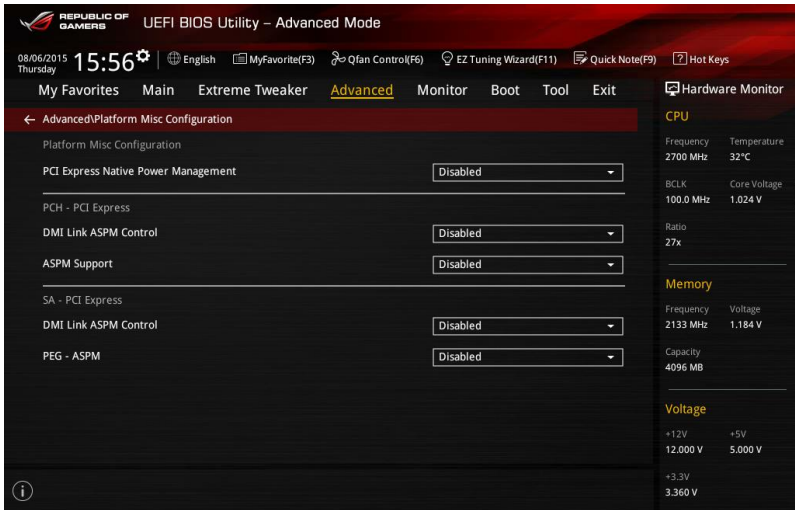 REPUBLIC OF
GAMERS
UEFI BIOS Utility – Advanced Mode
08/06/2015
Thursday
15:56
English
MyFavorite(F3)
Qfan Control(F6)
EZ Tuning Wizard(F11)
Quick Note(F9)
? Hot Keys
My Favorites Main Extreme Tweaker Advanced Monitor Boot Tool Exit
Hardware Monitor
← Advanced\Platform Misc Configuration
Platform Misc Configuration
PCI Express Native Power Management Disabled
PCH - PCI Express
DMI Link ASPM Control Disabled
ASPM Support Disabled
SA - PCI Express
DMI Link ASPM Control Disabled
PEG - ASPM Disabled
CPU
Frequency Temperature
2700 MHz 32°C
BCLK Core Voltage
100.0 MHz 1.024 V
Ratio
27x
Memory
Frequency Voltage
2133 MHz 1.184 V
Capacity
4096 MB
Voltage
+12V +5V
12.000 V 5.000 V
+3.3V
3.360 V